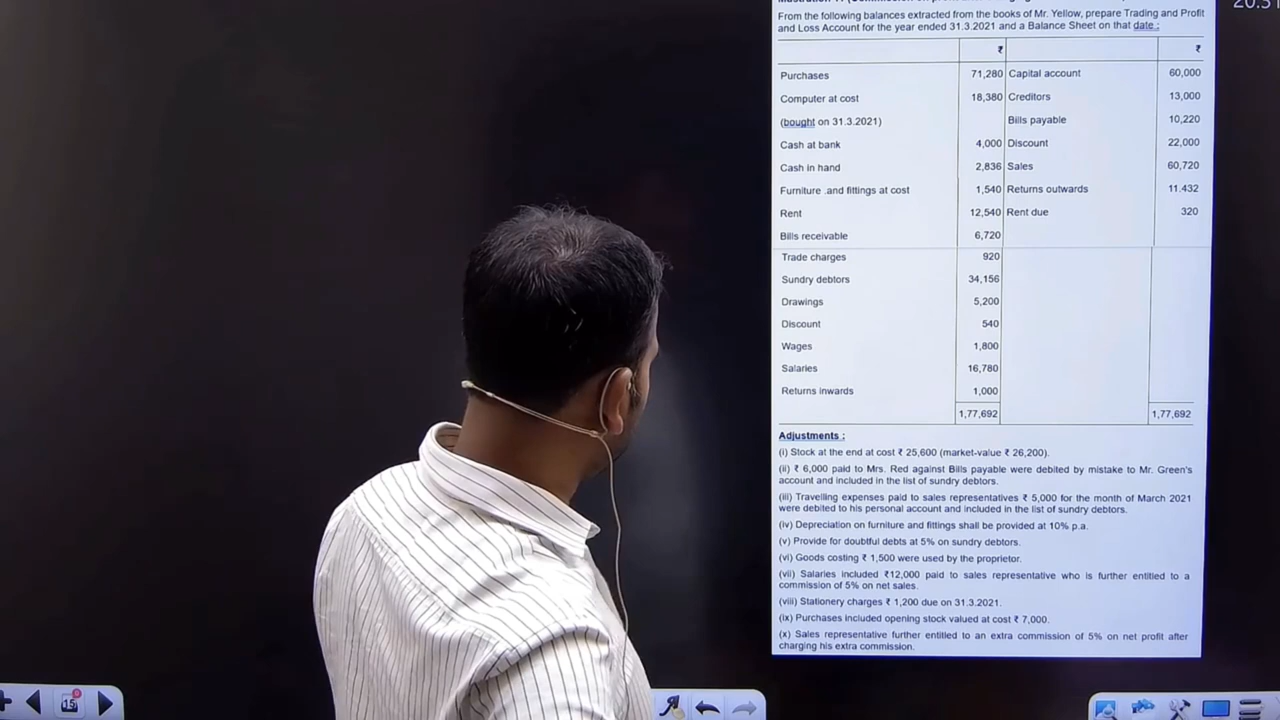 20:31
From the following balances extracted from the books of Mr. Yellow, prepare Trading and Profit
and Loss Account for the year ended 31.3.2021 and a Balance Sheet on that date :
₹ ₹
Purchases 71,280 Capital account 60,000
Computer at cost 18,380 Creditors 13,000
(bought on 31.3.2021) Bills payable 10,220
Cash at bank 4,000 Discount 22,000
Cash in hand 2,836 Sales 60,720
Furniture .and fittings at cost 1,540 Returns outwards 11.432
Rent 12,540 Rent due 320
Bills receivable 6,720
Trade charges 920
Sundry debtors 34,156
Drawings 5,200
Discount 540
Wages 1,800
Salaries 16,780
Returns inwards 1,000
1,77,692 1,77,692
Adjustments :
(i) Stock at the end at cost ₹ 25,600 (market-value ₹ 26,200).
(ii) ₹ 6,000 paid to Mrs. Red against Bills payable were debited by mistake to Mr. Green's
account and included in the list of sundry debtors.
(iii) Travelling expenses paid to sales representatives ₹ 5,000 for the month of March 2021
were debited to his personal account and included in the list of sundry debtors.
(iv) Depreciation on furniture and fittings shall be provided at 10% p.a.
(v) Provide for doubtful debts at 5% on sundry debtors.
(vi) Goods costing ₹ 1,500 were used by the proprietor.
(vii) Salaries included ₹12,000 paid to sales representative who is further entitled to a
commission of 5% on net sales.
(viii) Stationery charges ₹ 1,200 due on 31.3.2021.
(ix) Purchases included opening stock valued at cost ₹ 7,000.
(x) Sales representative further entitled to an extra commission of 5% on net profit after
charging his extra commission.
15